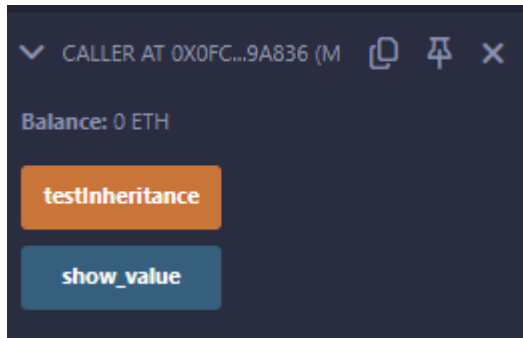 CALLER AT 0X0FC...9A836 (M
Balance: 0 ETH
testInheritance
show_value